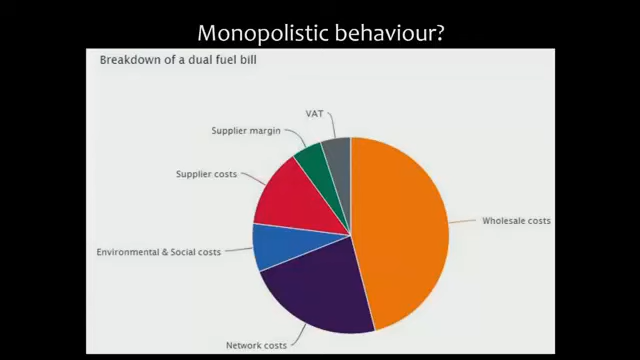 Monopolistic behaviour?
Breakdown of a dual fuel bill
VAT
Supplier margin
Supplier costs
Wholesale costs
Environmental & Social costs
Network costs